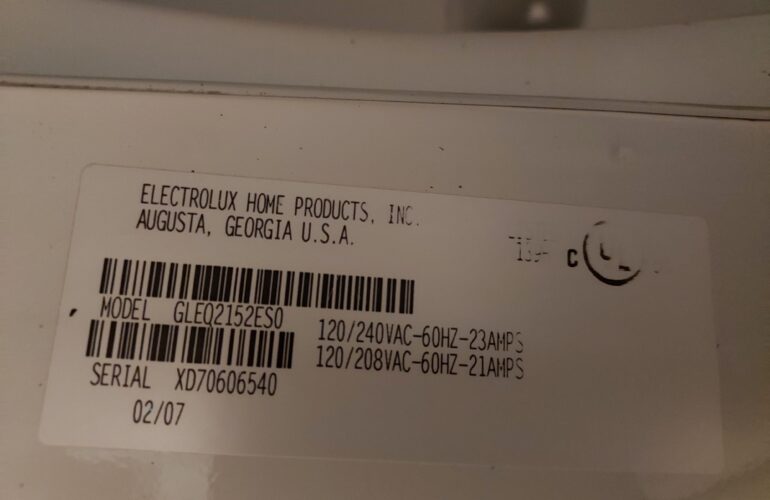 ELECTROLUX HOME PRODUCTS, INC.
AUGUSTA, GEORGIA U.S.A.
C UL
MODEL GLEQ2152ES0
120/240VAC-60HZ-23AMPS
120/208VAC-60HZ-21AMPS
SERIAL XD70606540
02/07